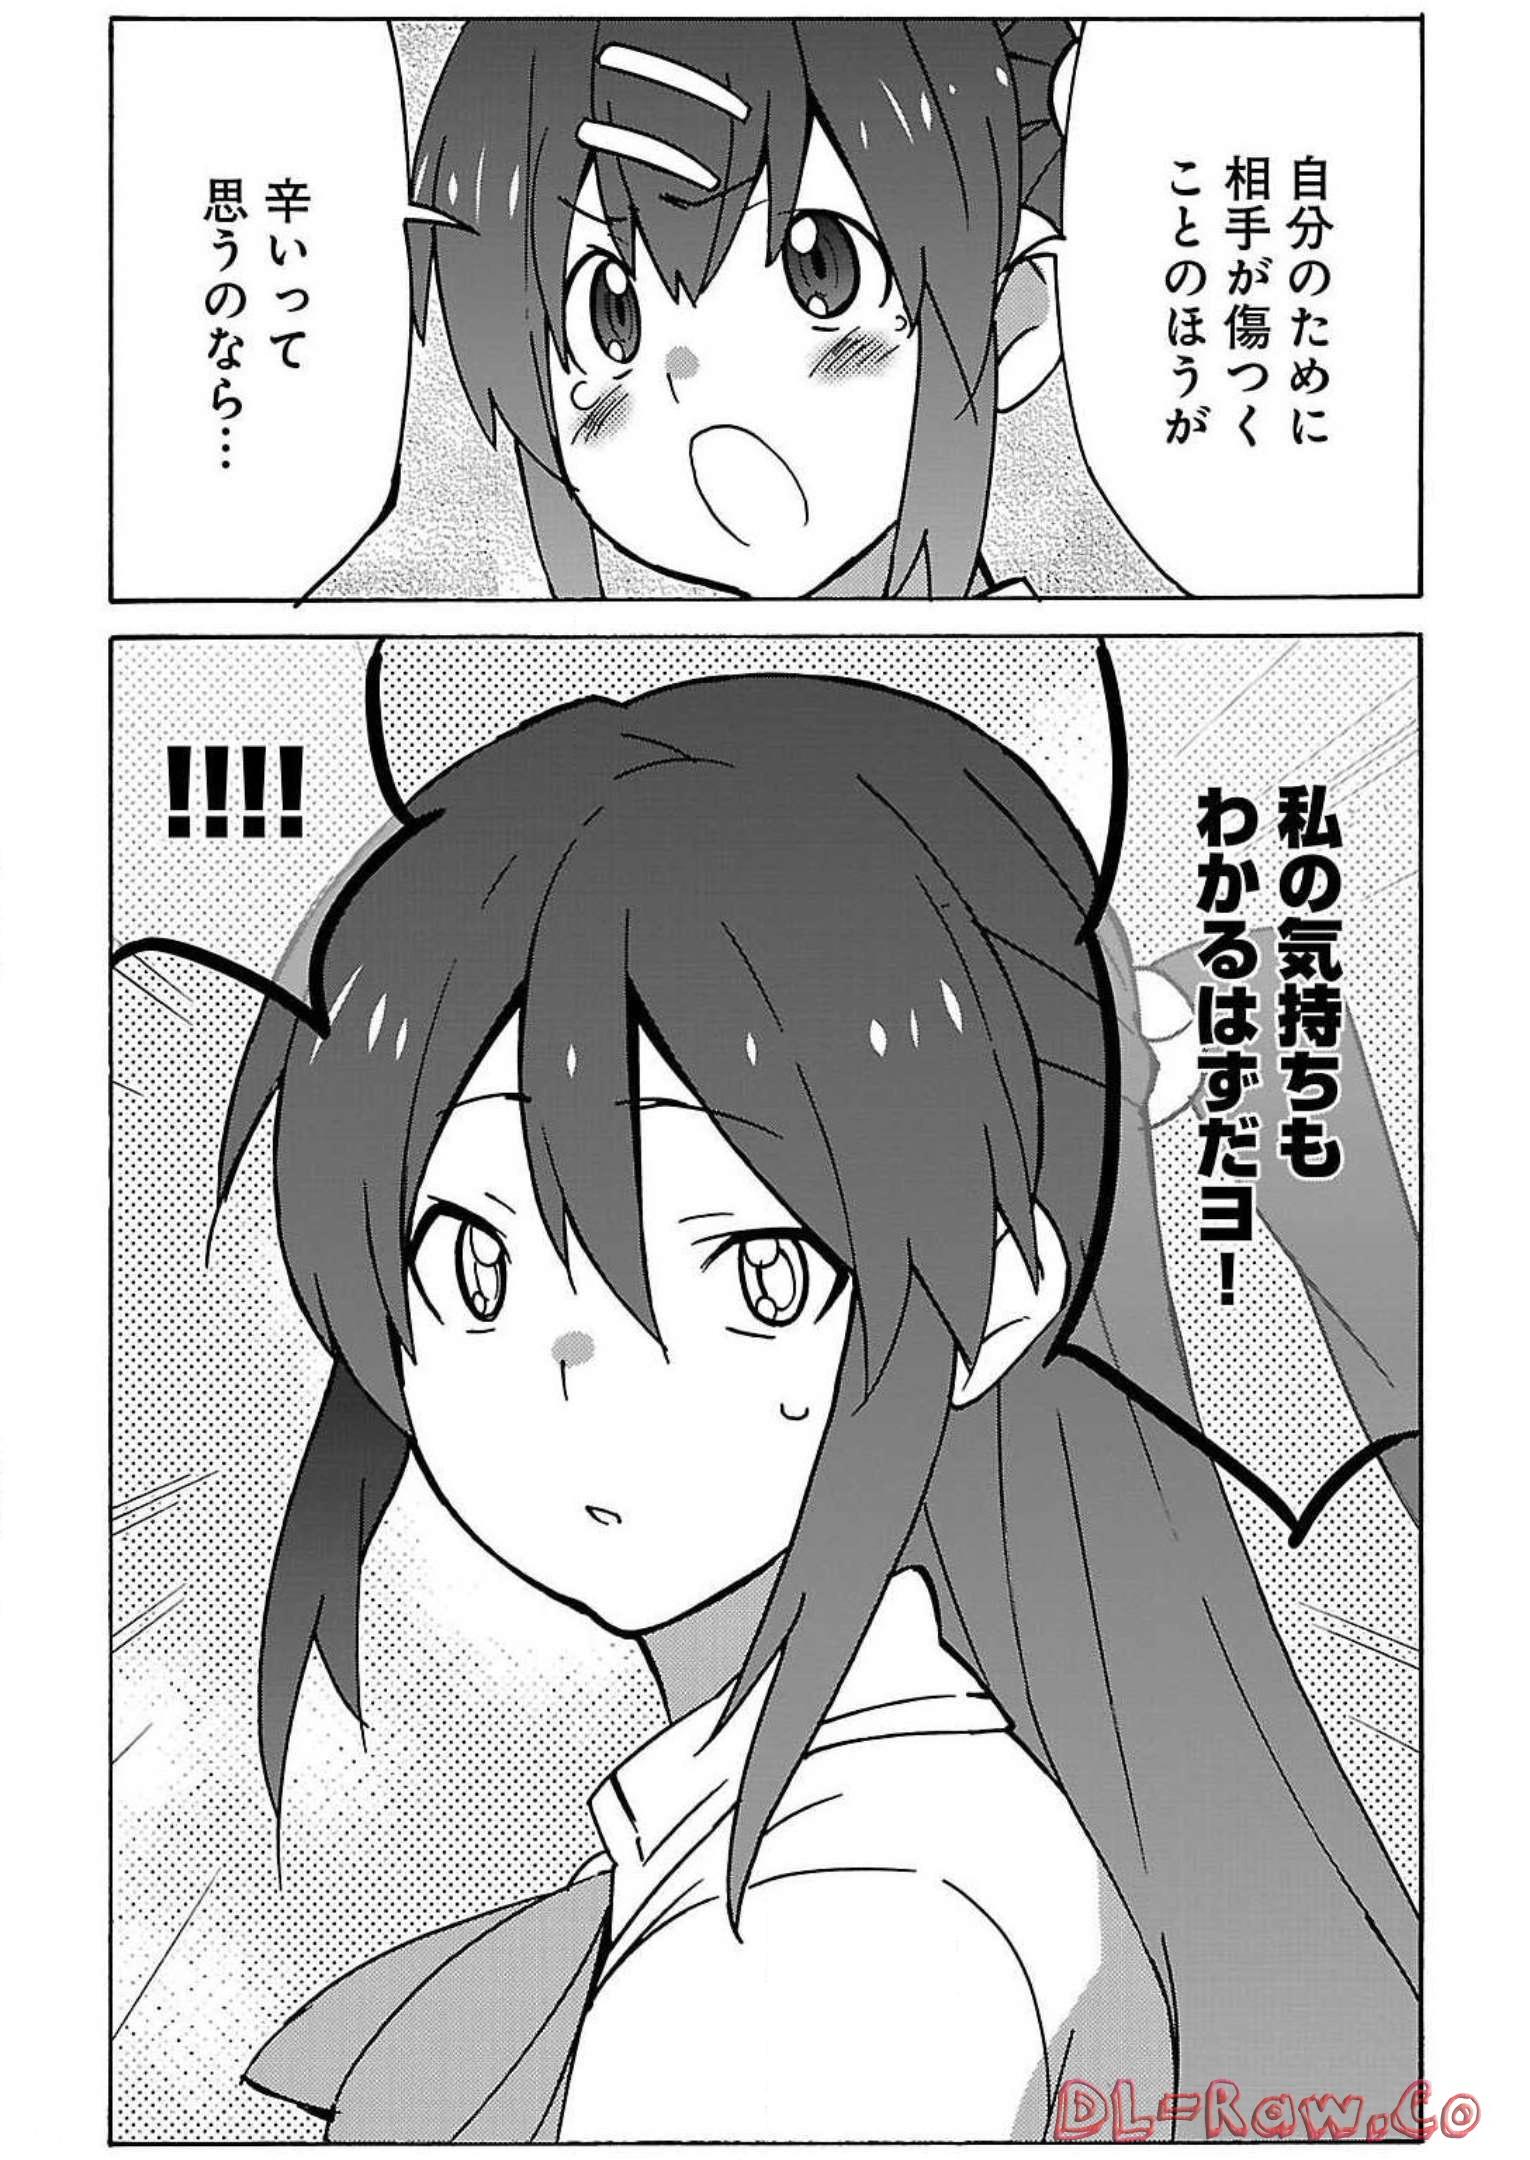 自分のために
相手が傷つく
ことのほうが
辛いって
思うのなら…
私の気持ちも
わかるはずだヨ!
!!!!
DL-Raw.Co